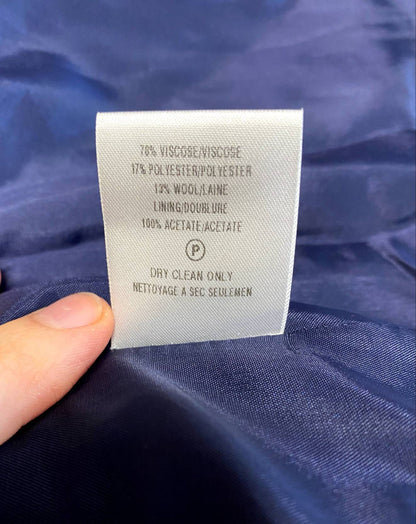 70% VISCOSE/VISCOSE
17% POLYESTER/POLYESTER
13% WOOL/LAINE
LINING/DOUBLURE
100% ACETATE/ACETATE
P
DRY CLEAN ONLY
NETTOYAGE A SEC SEULEMEN